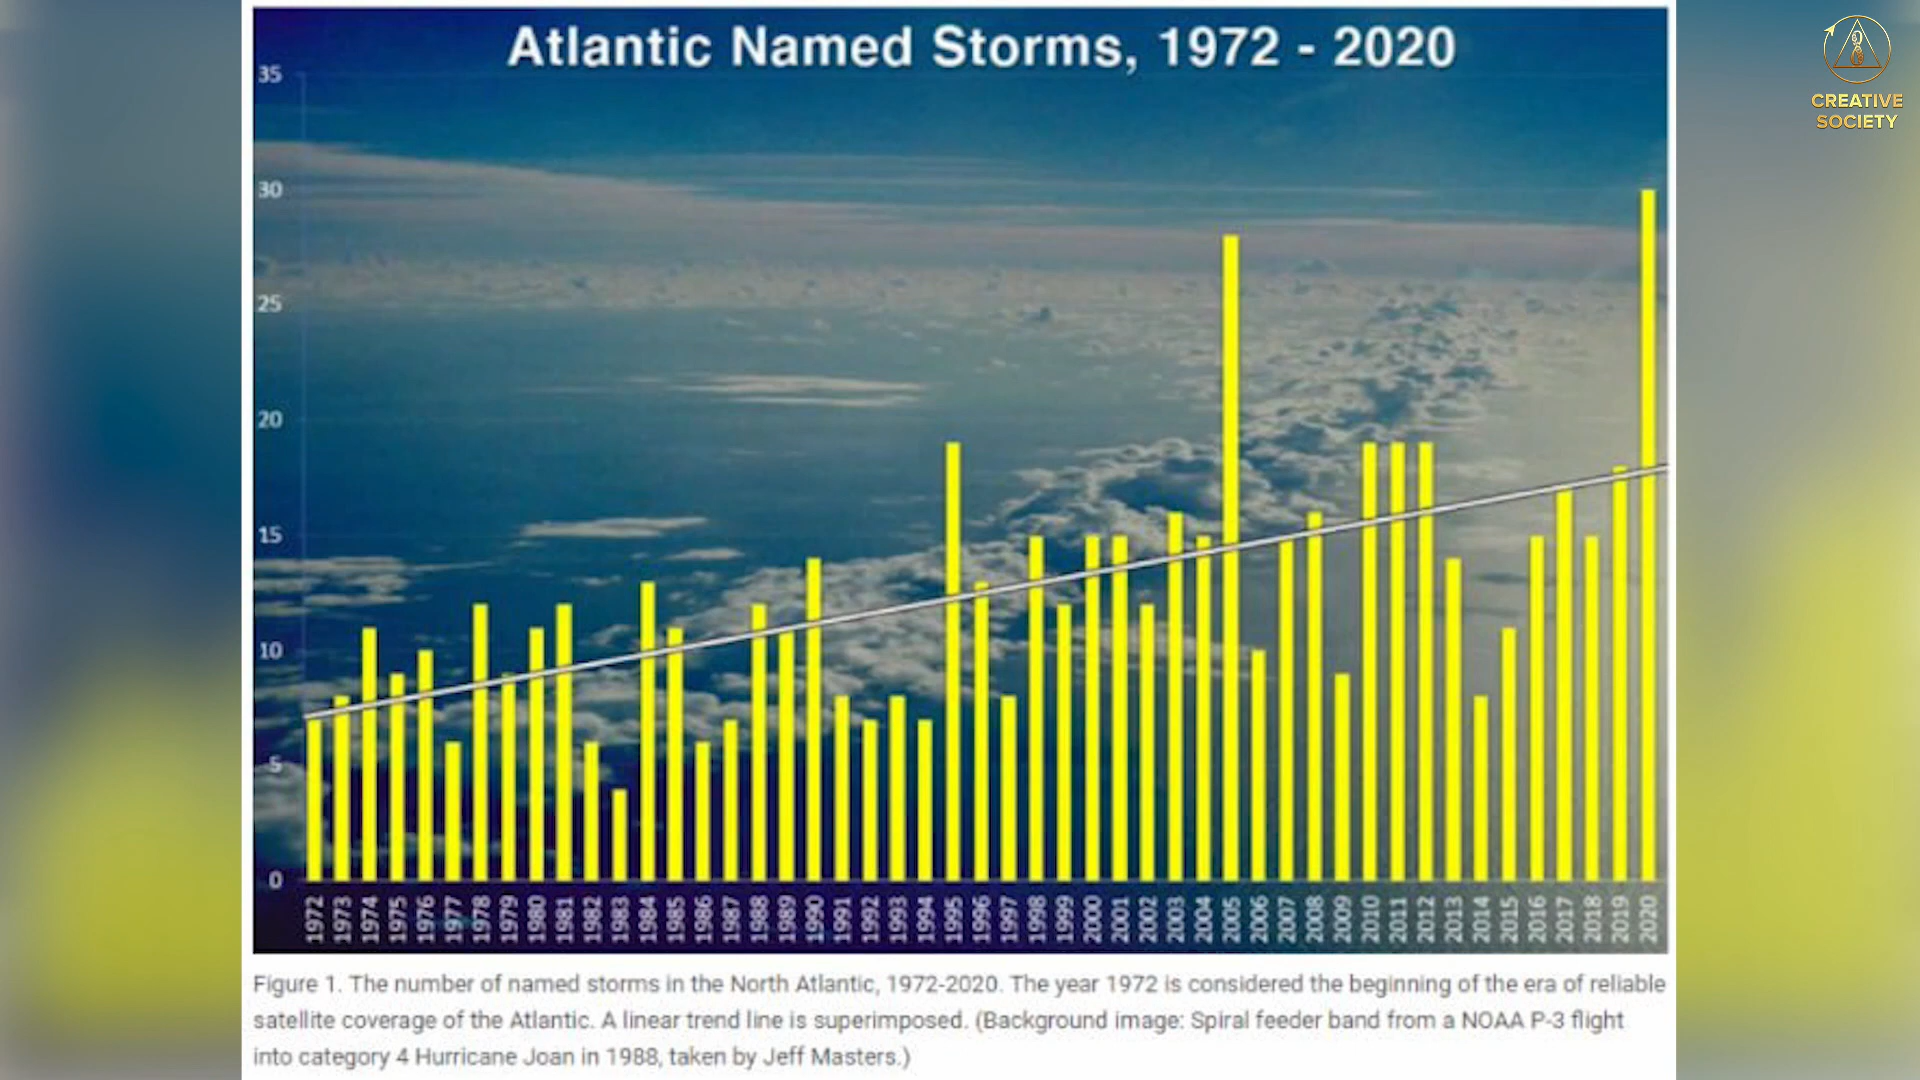 Atlantic Named Storms, 1972 - 2020
CREATIVE
SOCIETY
35
30
25
20
15
10
5
0
1972 1973 1974 1975 1976 1977 1978 1979 1980 1981 1982 1983 1984 1985 1986 1987 1988 1989 1990 1991 1992 1993 1994 1995 1996 1997 1998 1999 2000 2001 2002 2003 2004 2005 2006 2007 2008 2009 2010 2011 2012 2013 2014 2015 2016 2017 2018 2019 2020
Figure 1. The number of named storms in the North Atlantic, 1972-2020. The year 1972 is considered the beginning of the era of reliable
satellite coverage of the Atlantic. A linear trend line is superimposed. (Background image: Spiral feeder band from a NOAA P-3 flight
into category 4 Hurricane Joan in 1988, taken by Jeff Masters.)